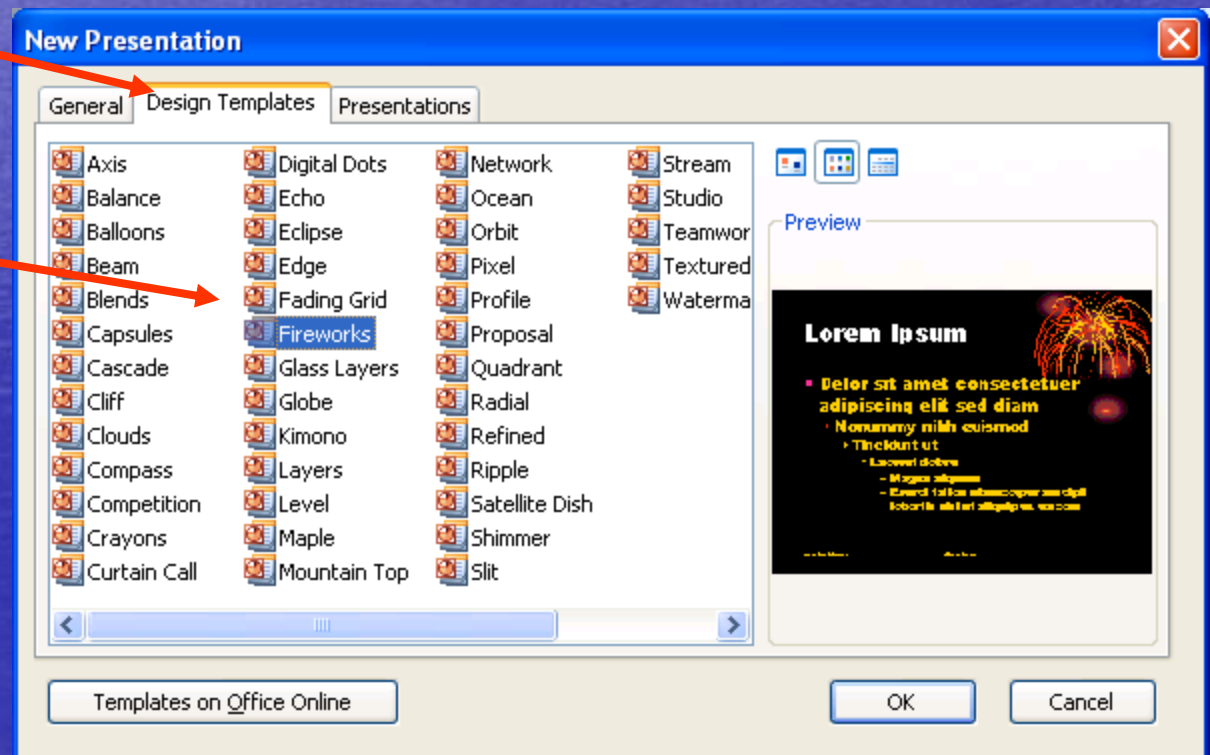 New Presentation
General Design Templates Presentations
Axis
Balance
Balloons
Beam
Blends
Capsules
Cascade
Cliff
Clouds
Compass
Competition
Crayons
Curtain Call
Digital Dots
Echo
Eclipse
Edge
Fading Grid
Fireworks
Glass Layers
Globe
Kimono
Layers
Level
Maple
Mountain Top
Network
Ocean
Orbit
Pixel
Profile
Proposal
Quadrant
Radial
Refined
Ripple
Satellite Dish
Shimmer
Slit
Stream
Studio
Teamwor
Textured
Waterma
Preview
Lorem Ipsum
Delor sit amet consectetuer
adipiscing elit sed diam
Nonummy nibh euismod
Tincidunt ut
Templates on Office Online
OK Cancel